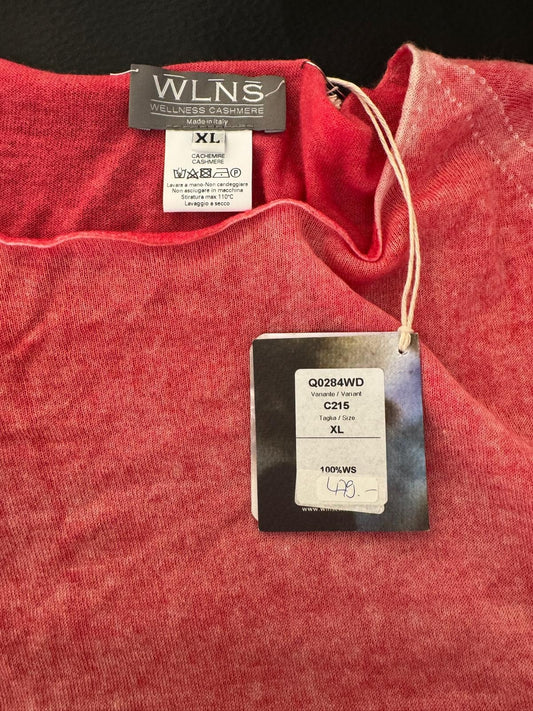 WLNS
WELLNESS CASHMERE
Made in Italy
XL
CACHEMIRE
CASHMERE
Lavare a mano-Non candeggiare
Non asciugare in macchina
Stiratura max 110°C
Lavaggio a secco
Q0284WD
Variante / Variant
C215
Taglia / Size
XL
100%WS
479.-